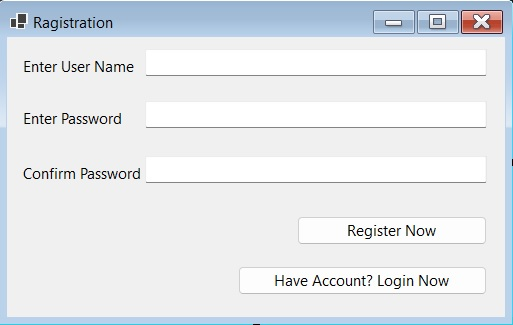 Ragistration
Enter User Name
Enter Password
Confirm Password
Register Now
Have Account? Login Now